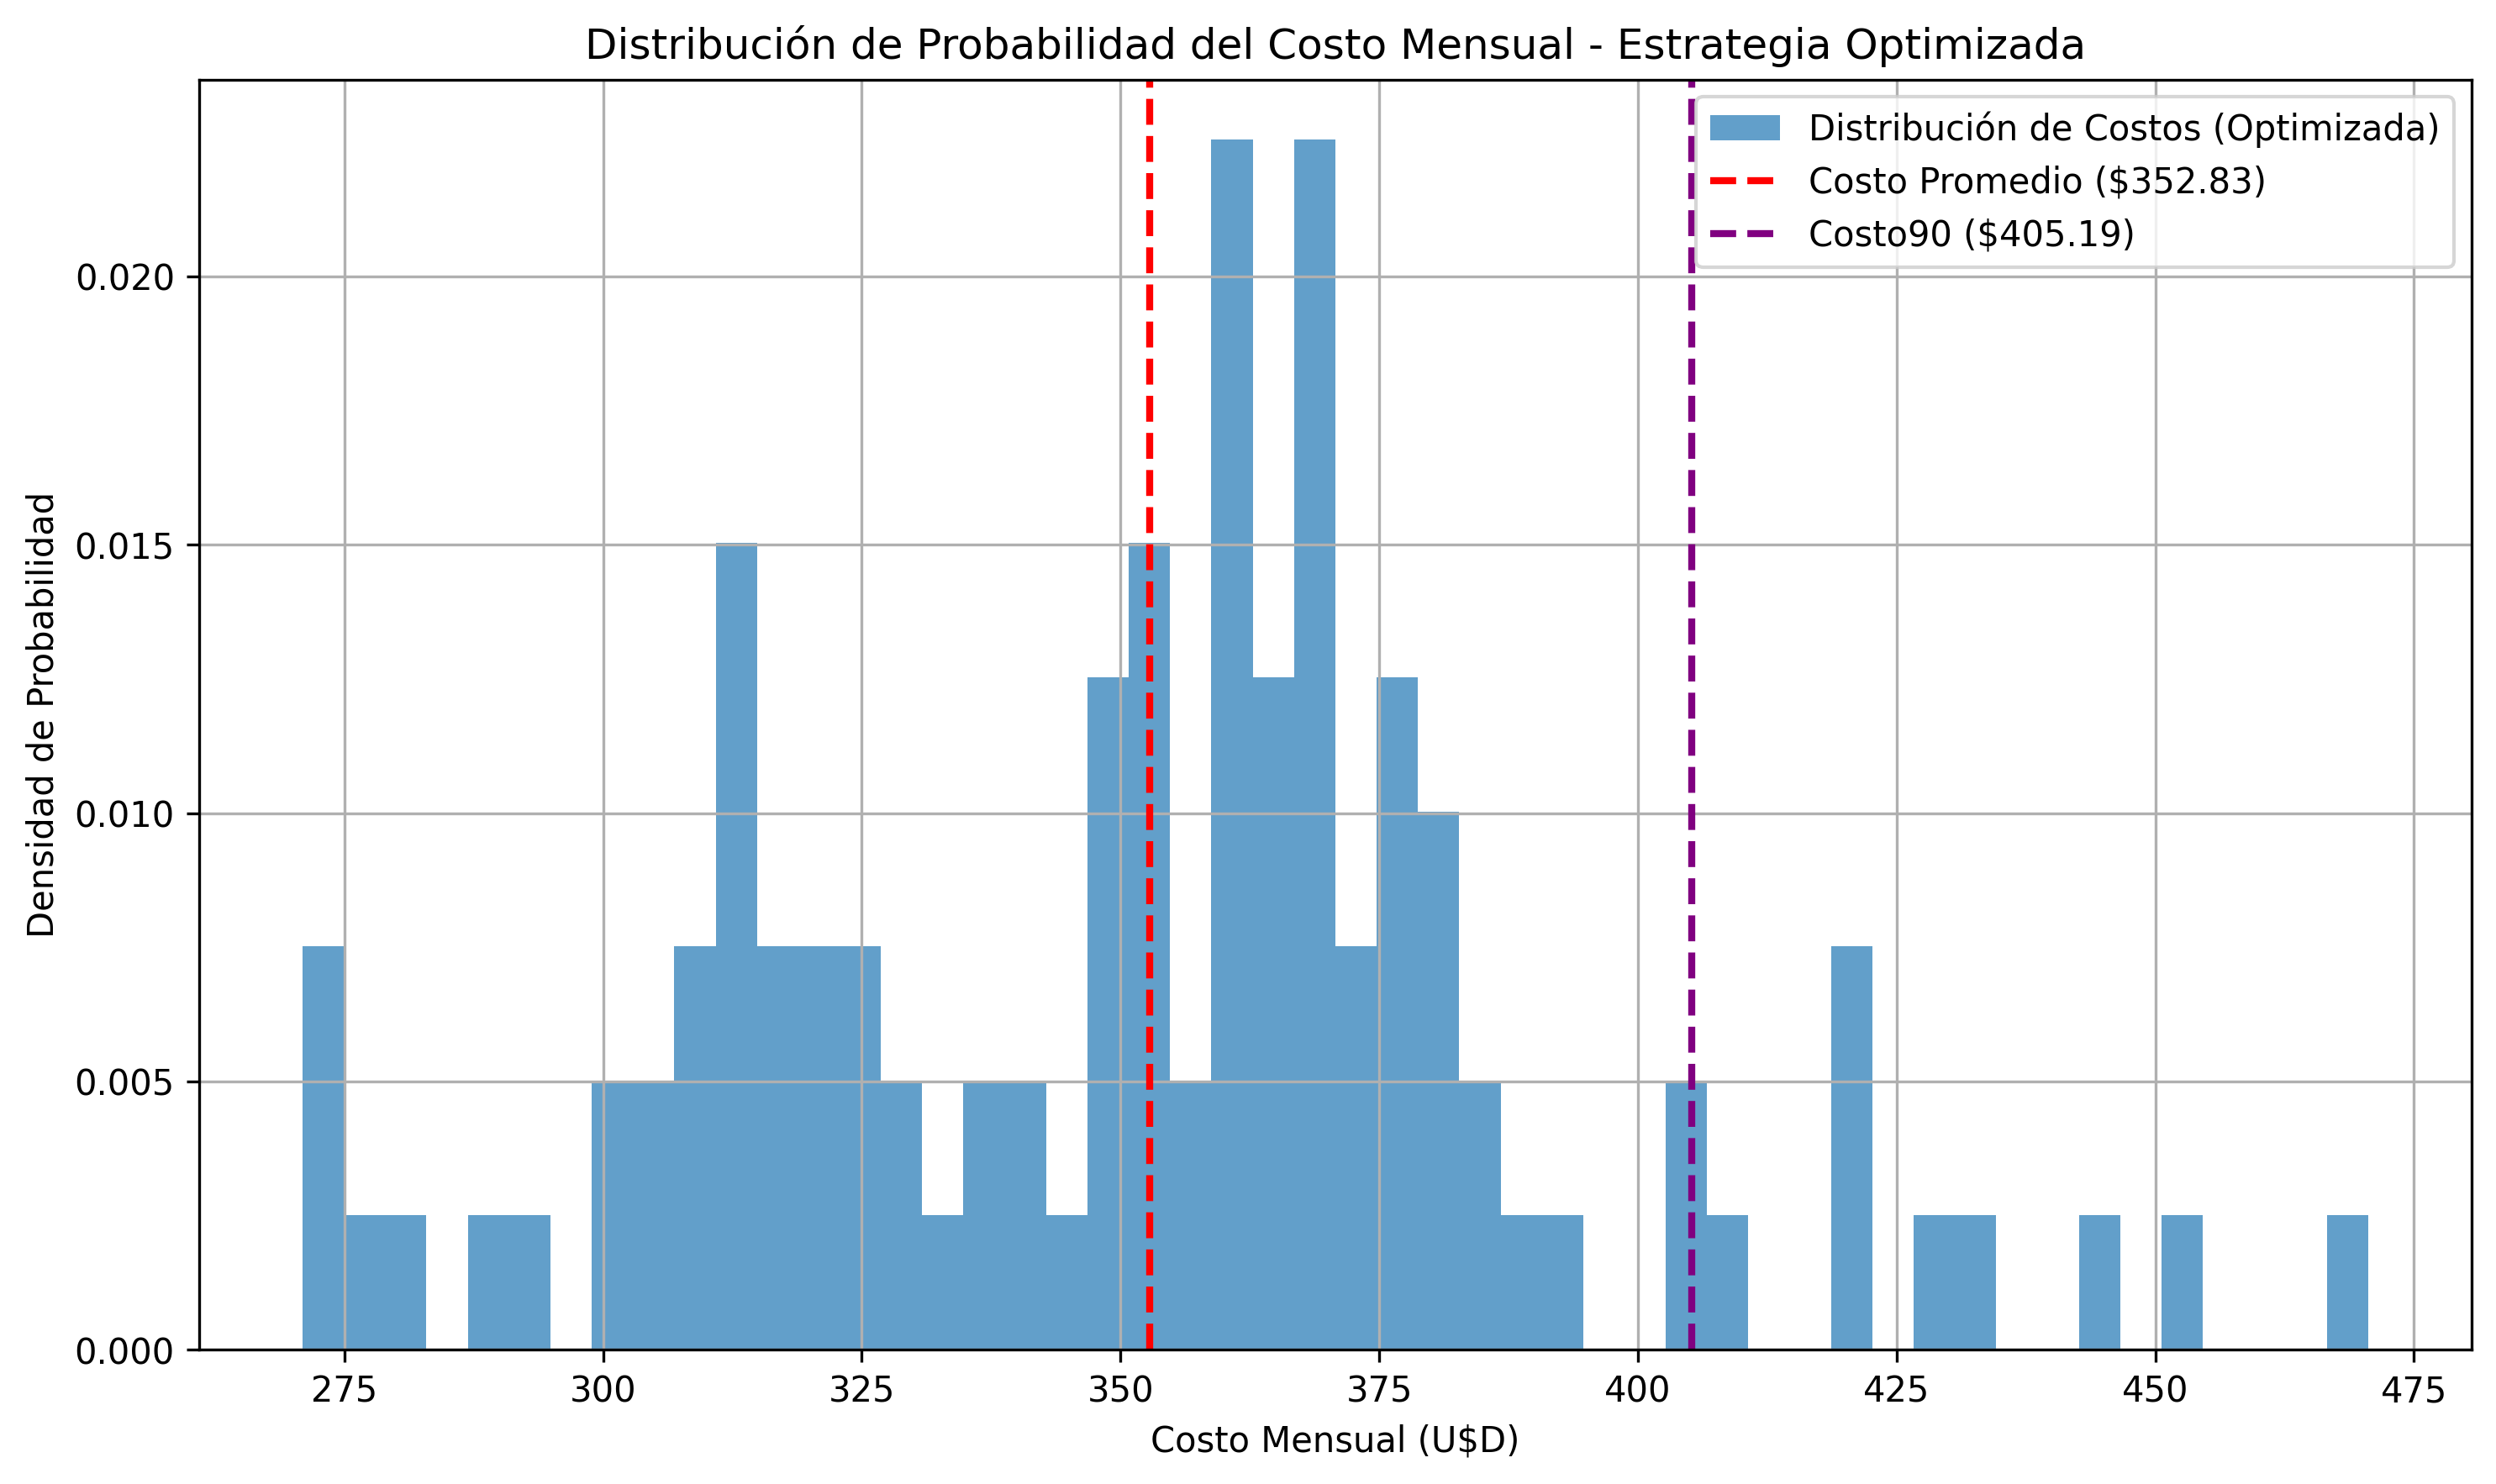 Distribución de Probabilidad del Costo Mensual - Estrategia Optimizada
Distribución de Costos (Optimizada)
Costo Promedio ($352.83)
Costo90 ($405.19)
Densidad de Probabilidad
0.020
0.015
0.010
0.005
0.000
275 300 325 350 375 400 425 450 475
Costo Mensual (U$D)